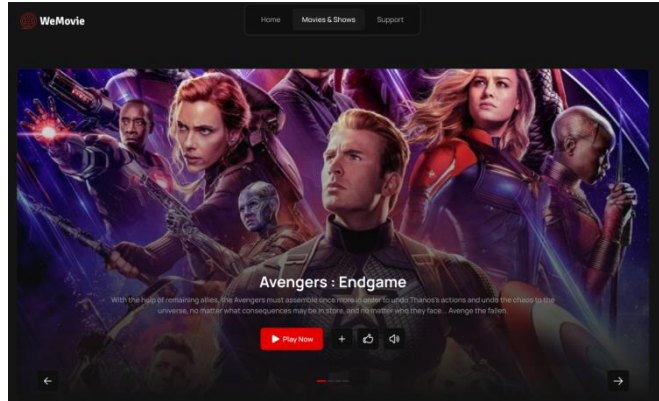 WeMovie
Home Movies & Shows Support
Avengers : Endgame
With the help of remaining allies, the Avengers must assemble once more in order to undo Thanos's actions and undo the chaos to the
universe, no matter what consequences may be in store, and no matter who they face... Avenge the fallen.
Play Now